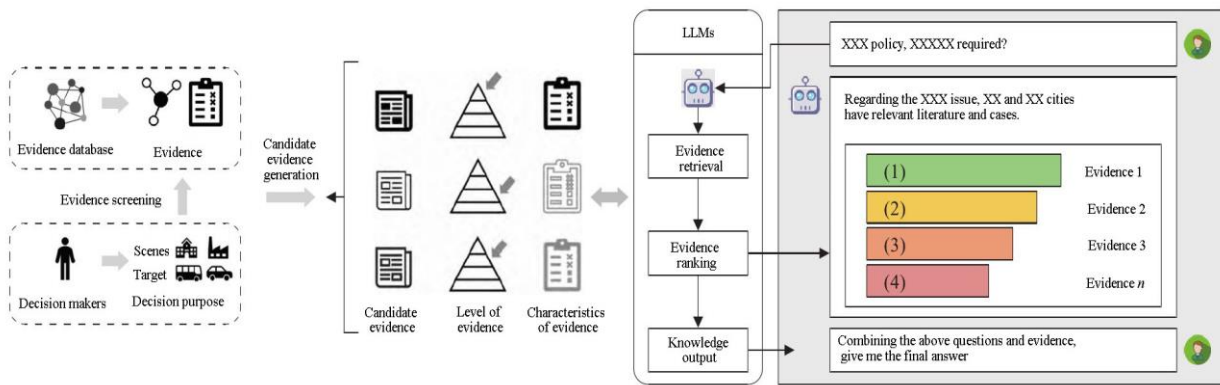 Evidence database
Evidence
Evidence screening
Scenes
Target
Decision makers
Decision purpose
Candidate
evidence
generation
Candidate
evidence
Level of
evidence
Characteristics
of evidence
LLMs
Evidence
retrieval
Evidence
ranking
Knowledge
output
XXX policy, XXXXX required?
Regarding the XXX issue, XX and XX cities
have relevant literature and cases.
(1) Evidence 1
(2) Evidence 2
(3) Evidence 3
(4) Evidence n
Combining the above questions and evidence,
give me the final answer